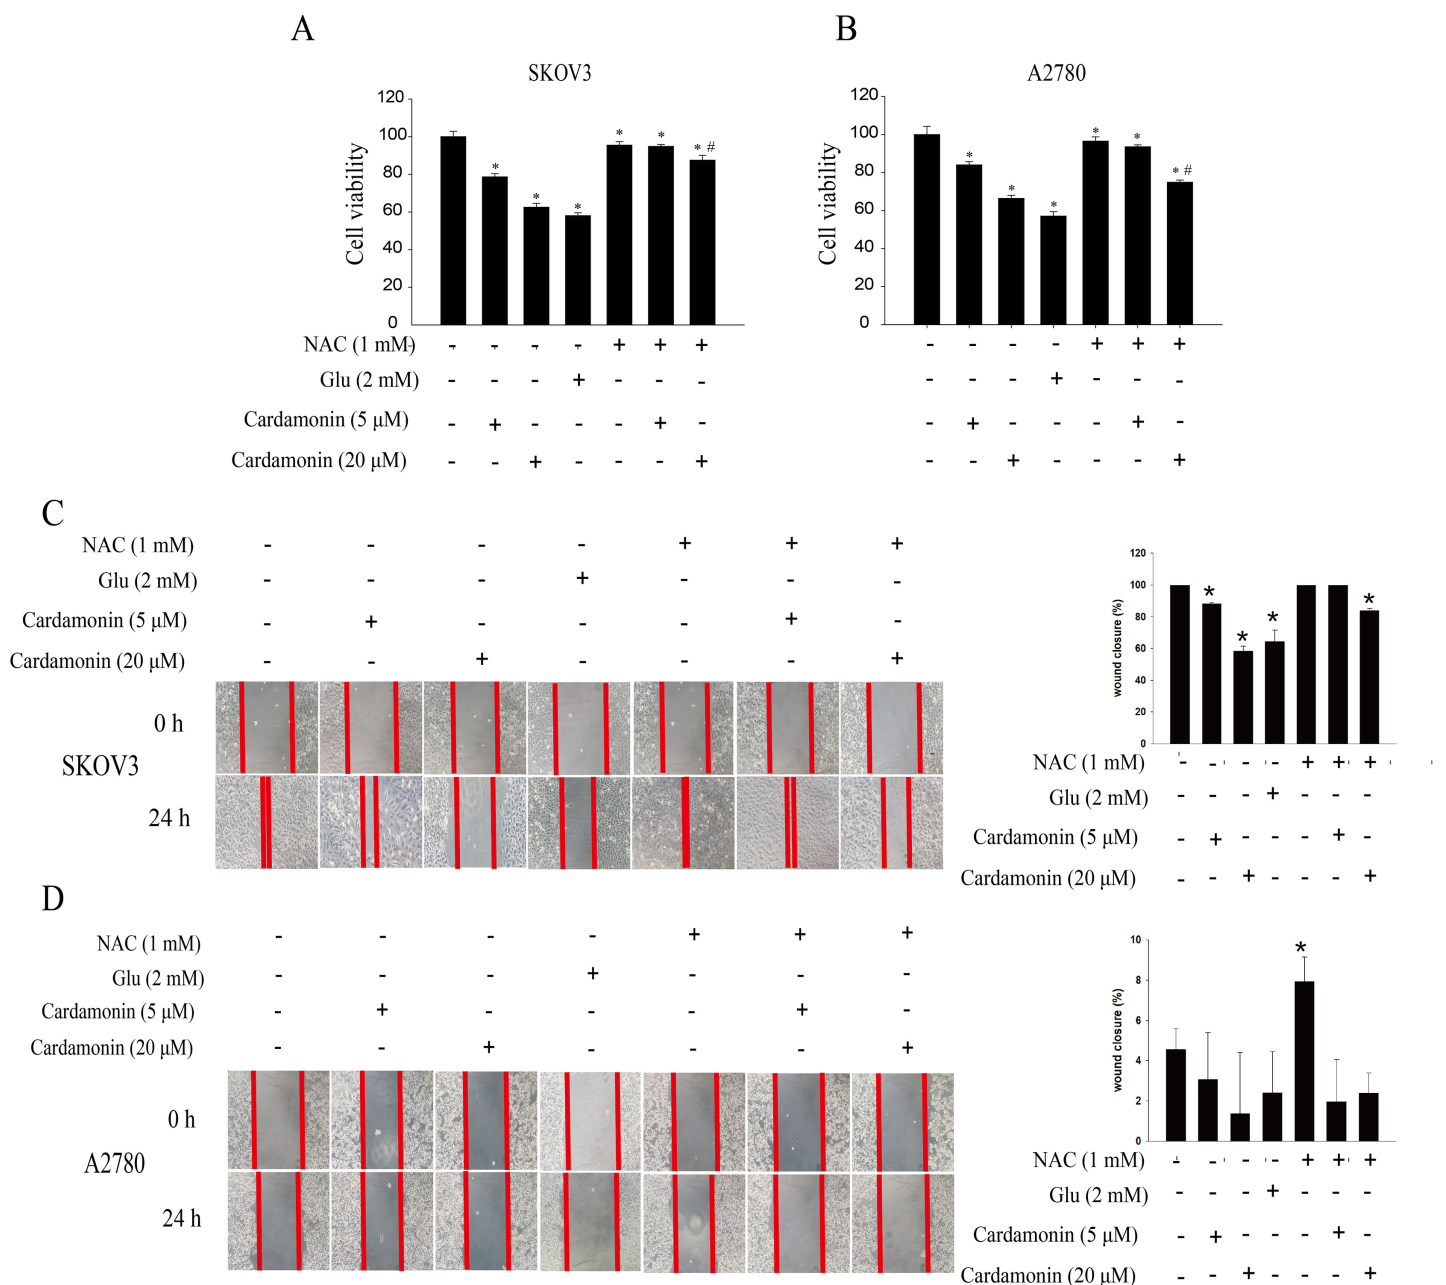 A
B
SKOV3
A2780
120
100
80
60
40
20
0
Cell viability
* * * * * * #
120
100
80
60
40
20
0
Cell viability
* * * * * * #
NAC (1 mM) - - - - + + +
- - - - + + +
Glu (2 mM) - - - + - - -
- - - + - - -
Cardamonin (5 μM) - + - - - + -
- + - - - + -
Cardamonin (20 μM) - - + - - - +
- - + - - - +
C
NAC (1 mM) - - - - + + +
Glu (2 mM) - - - + - - -
Cardamonin (5 μM) - + - - - + -
Cardamonin (20 μM) - - + - - - +
0 h
SKOV3
24 h
120
100
80
60
40
20
0
wound closure (%)
* * * *
NAC (1 mM) - - - - + + +
Glu (2 mM) - - - + - - -
Cardamonin (5 μM) - + - - - + -
Cardamonin (20 μM) - - + - - - +
D
NAC (1 mM) - - - - + + +
Glu (2 mM) - - - + - - -
Cardamonin (5 μM) - + - - - + -
Cardamonin (20 μM) - - + - - - +
0 h
A2780
24 h
10
8
6
4
2
0
wound closure (%)
*
NAC (1 mM) - - - - + + +
Glu (2 mM) - - - + - - -
Cardamonin (5 μM) - + - - - + -
Cardamonin (20 μM) - - + - - - +